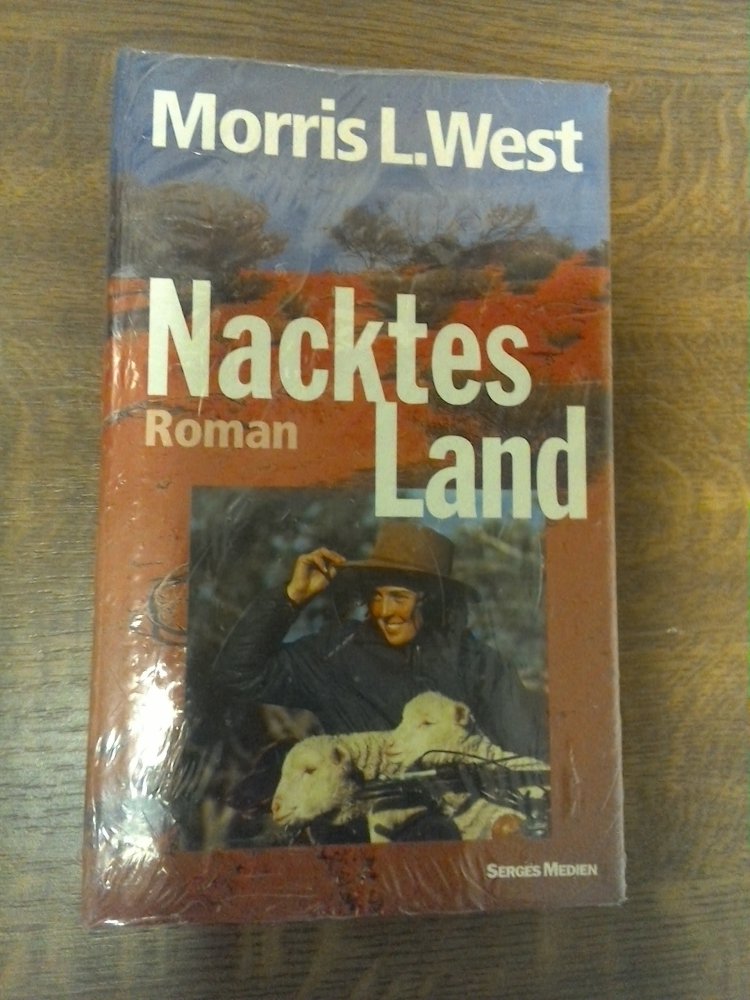 Morris L.West
Nacktes
Roman
Land
SERGES MEDIEN